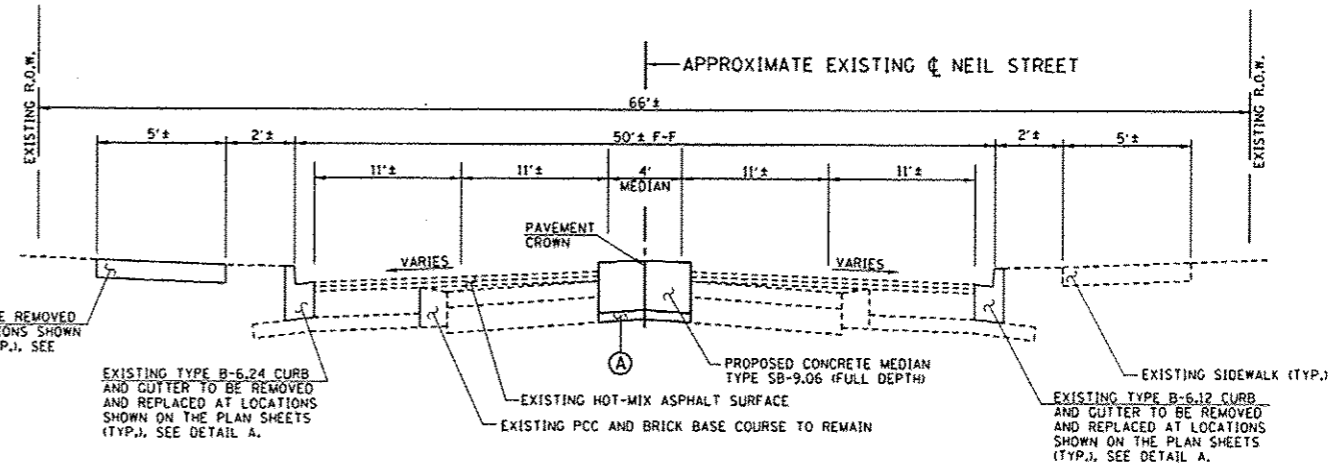 APPROXIMATE EXISTING ℄ NEIL STREET
EXISTING R.O.W.
EXISTING R.O.W.
66'±
5'±
2'±
50'± F-F
2'±
5'±
11'±
11'±
4'
MEDIAN
11'±
11'±
PAVEMENT
CROWN
VARIES
VARIES
E REMOVED
IONS SHOWN
YP.), SEE
A
PROPOSED CONCRETE MEDIAN
TYPE SB-9.06 (FULL DEPTH)
EXISTING SIDEWALK (TYP.)
EXISTING TYPE B-6.24 CURB
AND GUTTER TO BE REMOVED
AND REPLACED AT LOCATIONS
SHOWN ON THE PLAN SHEETS
(TYP.), SEE DETAIL A.
EXISTING HOT-MIX ASPHALT SURFACE
EXISTING PCC AND BRICK BASE COURSE TO REMAIN
EXISTING TYPE B-6.12 CURB
AND GUTTER TO BE REMOVED
AND REPLACED AT LOCATIONS
SHOWN ON THE PLAN SHEETS
(TYP.), SEE DETAIL A.